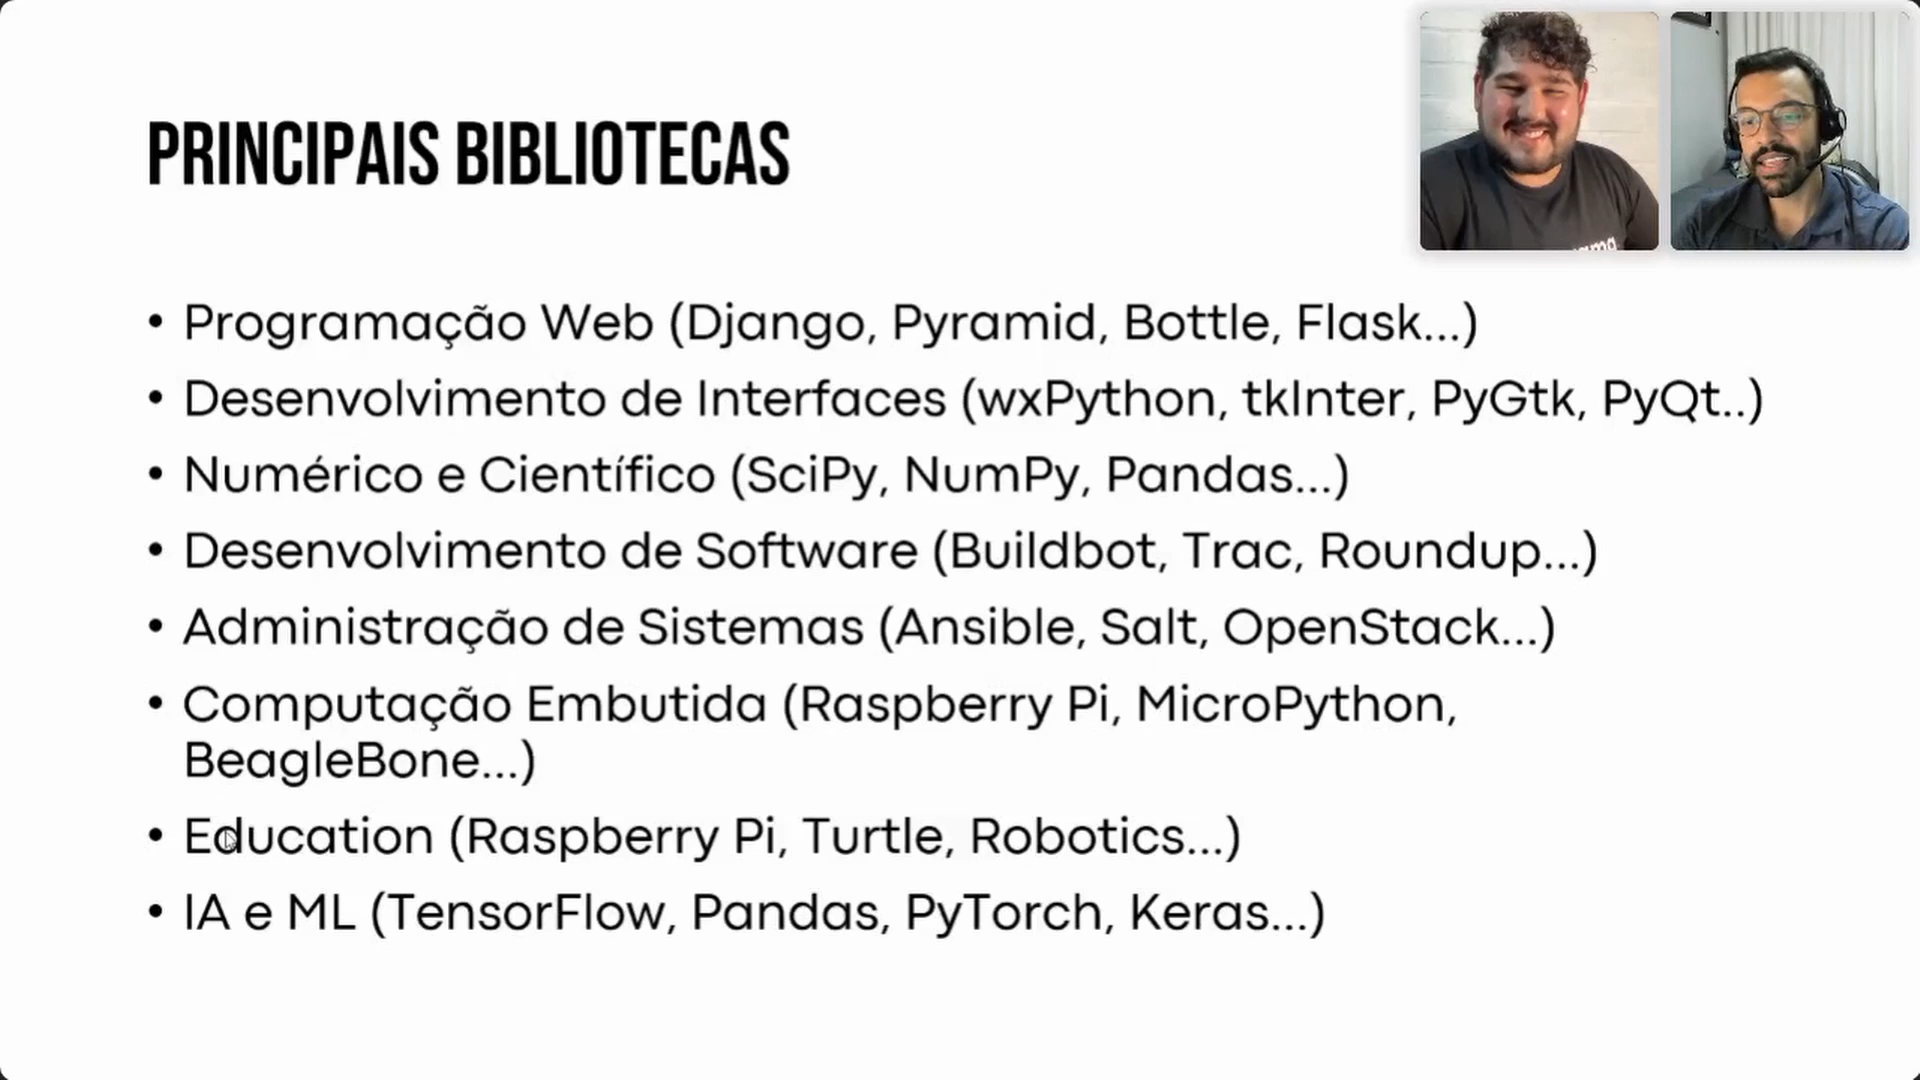 PRINCIPAIS BIBLIOTECAS
• Programação Web (Django, Pyramid, Bottle, Flask...)
• Desenvolvimento de Interfaces (wxPython, tkInter, PyGtk, PyQt..)
• Numérico e Científico (SciPy, NumPy, Pandas...)
• Desenvolvimento de Software (Buildbot, Trac, Roundup...)
• Administração de Sistemas (Ansible, Salt, OpenStack...)
• Computação Embutida (Raspberry Pi, MicroPython,
BeagleBone...)
• Education (Raspberry Pi, Turtle, Robotics...)
• IA e ML (TensorFlow, Pandas, PyTorch, Keras...)